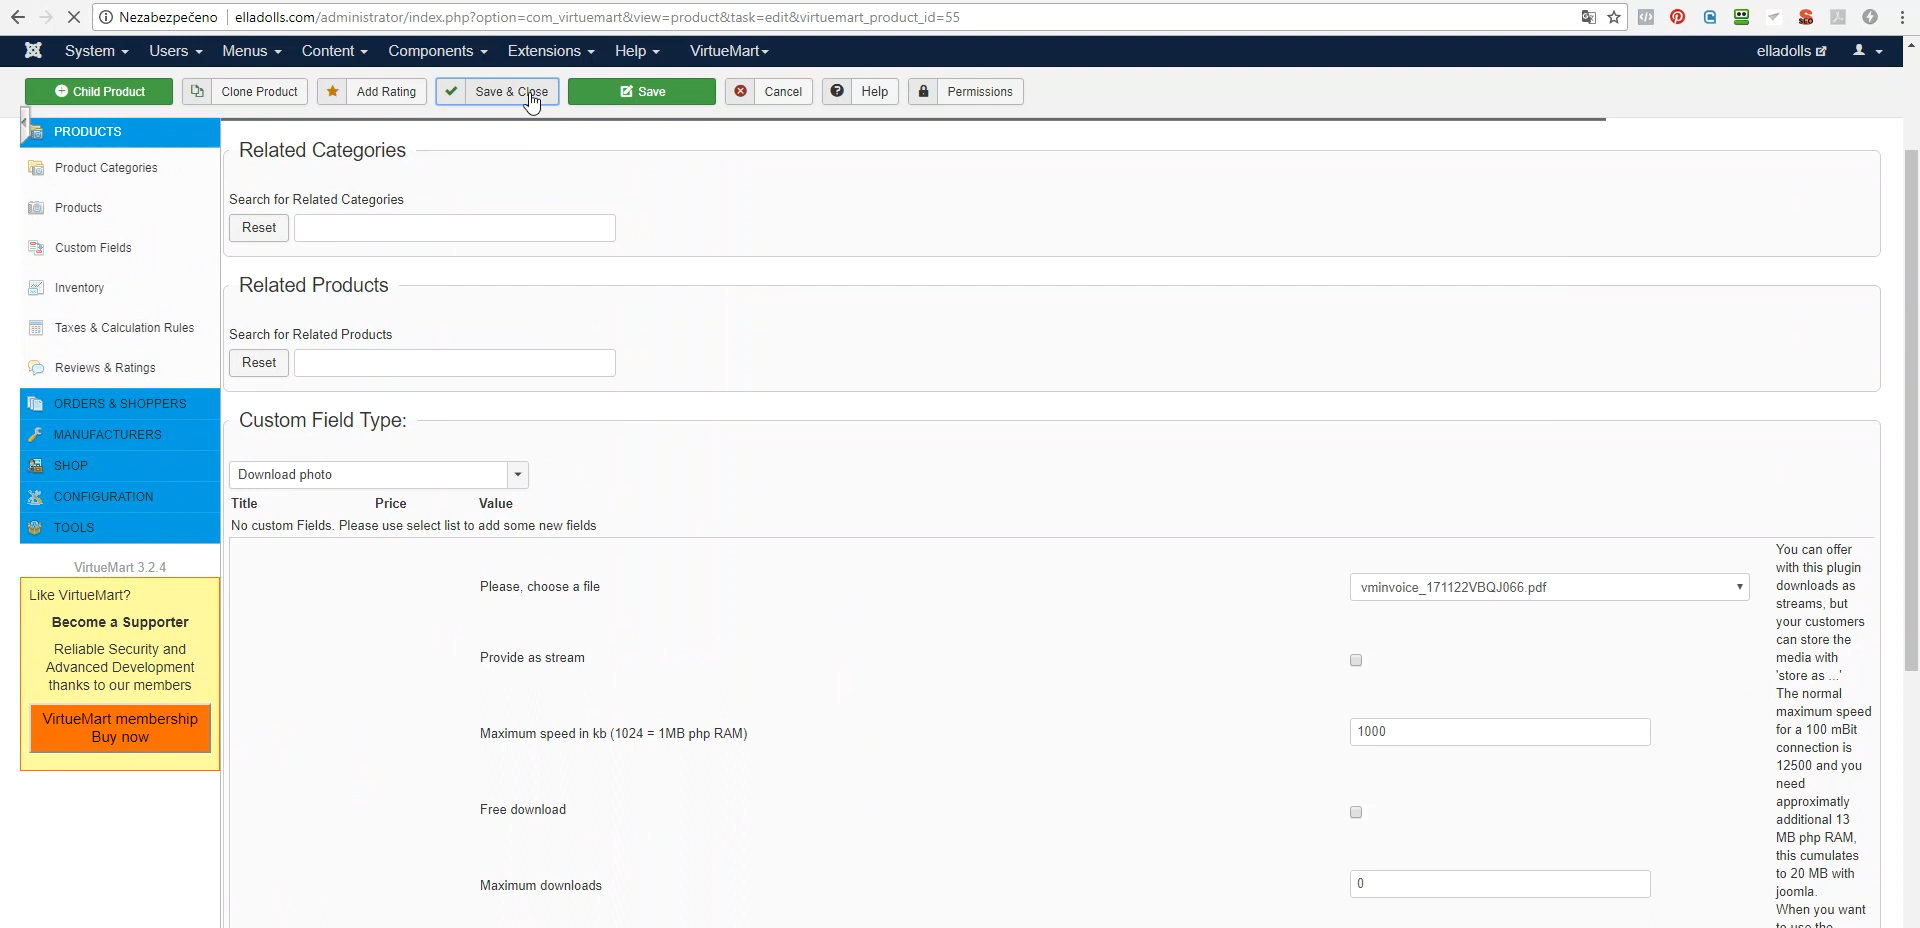 Nezabezpečeno | elladolls.com/administrator/index.php?option=com_virtuemart&view=product&task=edit&virtuemart_product_id=55
System Users Menus Content Components Extensions Help VirtueMart elladolls
Child Product Clone Product Add Rating Save & Close Save Cancel Help Permissions
PRODUCTS
Product Categories
Products
Custom Fields
Inventory
Taxes & Calculation Rules
Reviews & Ratings
ORDERS & SHOPPERS
MANUFACTURERS
SHOP
CONFIGURATION
TOOLS
VirtueMart 3.2.4
Like VirtueMart?
Become a Supporter
Reliable Security and
Advanced Development
thanks to our members
VirtueMart membership
Buy now
Related Categories
Search for Related Categories
Reset
Related Products
Search for Related Products
Reset
Custom Field Type:
Download photo
Title Price Value
No custom Fields. Please use select list to add some new fields
Please, choose a file vminvoice_171122VBQJ066.pdf
Provide as stream
Maximum speed in kb (1024 = 1MB php RAM) 1000
Free download
Maximum downloads 0
You can offer
with this plugin
downloads as
streams, but
your customers
can store the
media with
'store as ...'
The normal
maximum speed
for a 100 mBit
connection is
12500 and you
need
approximatly
additional 13
MB php RAM,
this cumulates
to 20 MB with
joomla.
When you want
to use the